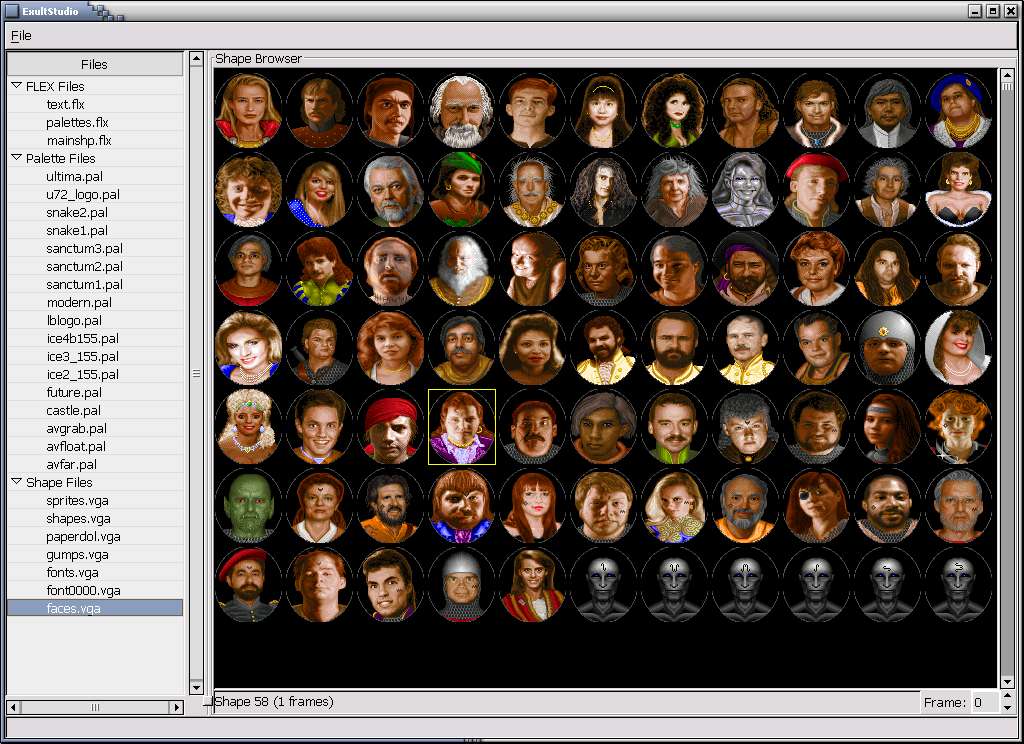 ExultStudio
File
Files
Shape Browser
FLEX Files
text.flx
palettes.flx
mainshp.flx
Palette Files
ultima.pal
u72_logo.pal
snake2.pal
snake1.pal
sanctum3.pal
sanctum2.pal
sanctum1.pal
modern.pal
lblogo.pal
ice4b155.pal
ice3_155.pal
ice2_155.pal
future.pal
castle.pal
avgrab.pal
avfloat.pal
avfar.pal
Shape Files
sprites.vga
shapes.vga
paperdol.vga
gumps.vga
fonts.vga
font0000.vga
faces.vga
Shape 58 (1 frames)
Frame: 0